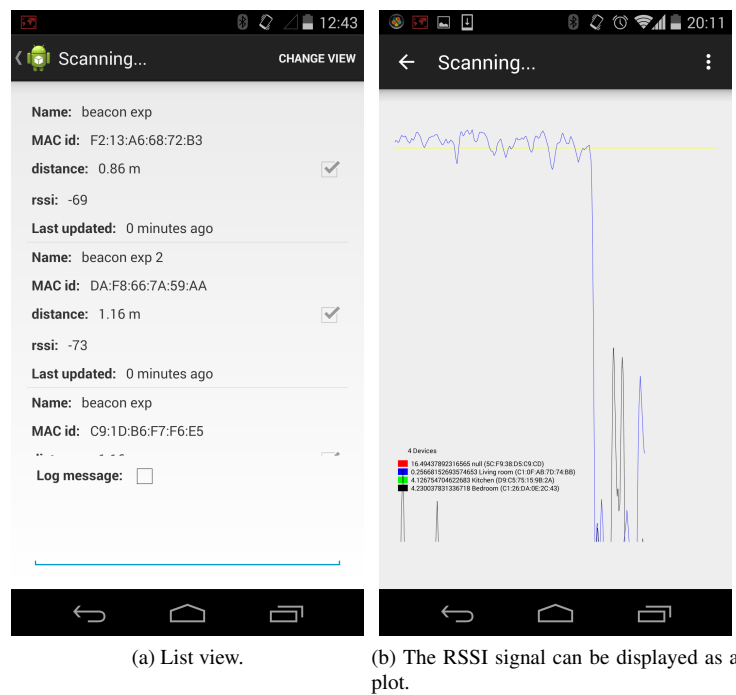 12:43
Scanning...
CHANGE VIEW
Name: beacon exp
MAC id: F2:13:A6:68:72:B3
distance: 0.86 m
rssi: -69
Last updated: 0 minutes ago
Name: beacon exp 2
MAC id: DA:F8:66:7A:59:AA
distance: 1.16 m
rssi: -73
Last updated: 0 minutes ago
Name: beacon exp
MAC id: C9:1D:B6:F7:F6:E5
Log message:
(a) List view.
20:11
Scanning...
4 Devices
16.49437892316565 null (5C:F9:38:D5:C9:CD)
0.25668152693574653 Living room (C1:0F:AB:7D:74:BB)
4.126754704622683 Kitchen (D9:C5:75:15:9B:2A)
4.230037831336718 Bedroom (C1:26:DA:0E:2C:43)
(b) The RSSI signal can be displayed as a
plot.